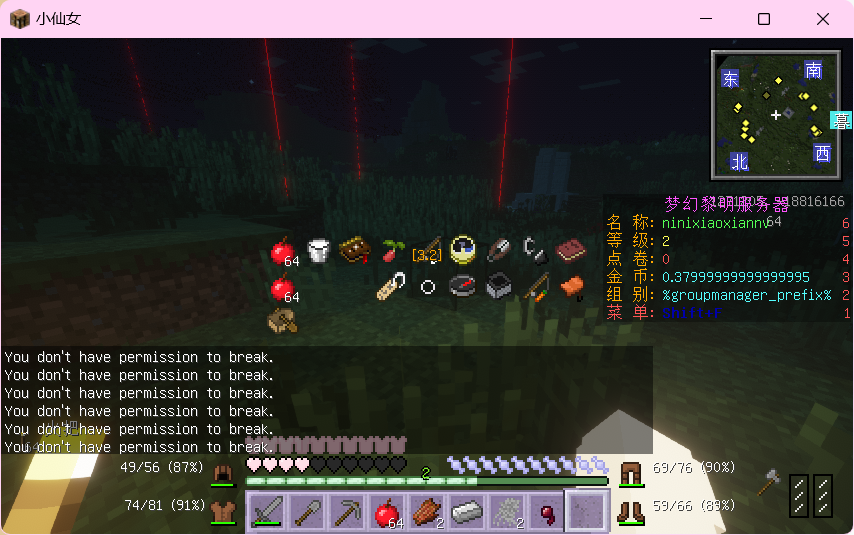 小仙女
东
南
暮
北
西
梦幻黎明服务器
名 称: ninixiaoxiannv 6
64
等 级: 2 5
点 卷: 0 4
金 币: 0.37999999999999995 3
组 别: %groupmanager_prefix% 2
菜 单: 1
64
[3.2]
64
You don't have permission to break.
You don't have permission to break.
You don't have permission to break.
You don't have permission to break.
You don't have permission to break.
You don't have permission to break.
64
49/56 (87%)
2
69/76 (90%)
74/81 (91%)
59/66 (89%)
64
2
2